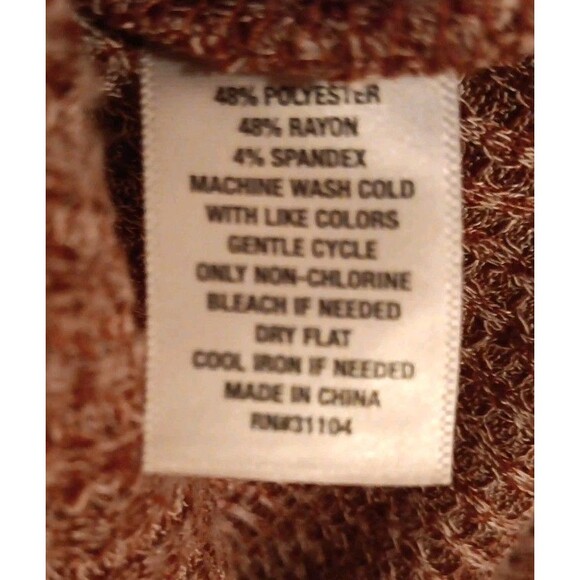 48% POLYESTER
48% RAYON
4% SPANDEX
MACHINE WASH COLD
WITH LIKE COLORS
GENTLE CYCLE
ONLY NON-CHLORINE
BLEACH IF NEEDED
DRY FLAT
COOL IRON IF NEEDED
MADE IN CHINA
RN#31104